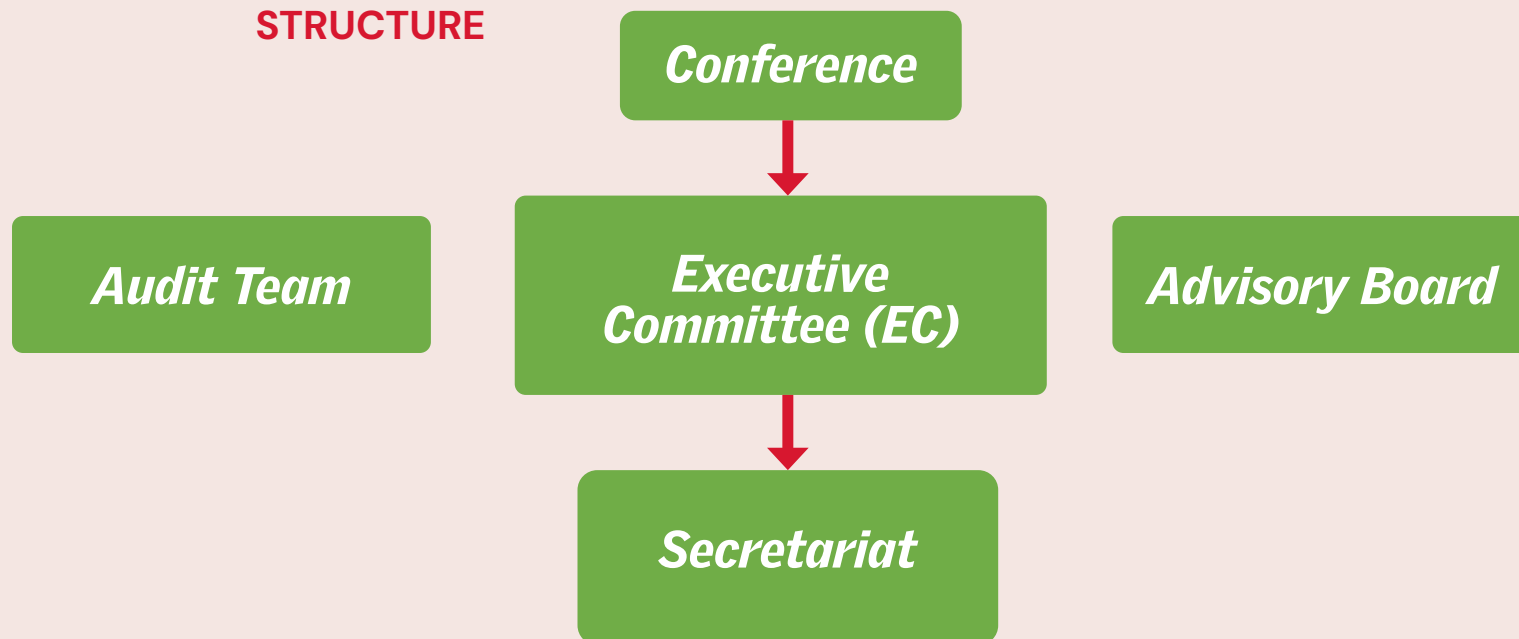 STRUCTURE
Conference
Audit Team
Executive
Committee (EC)
Advisory Board
Secretariat